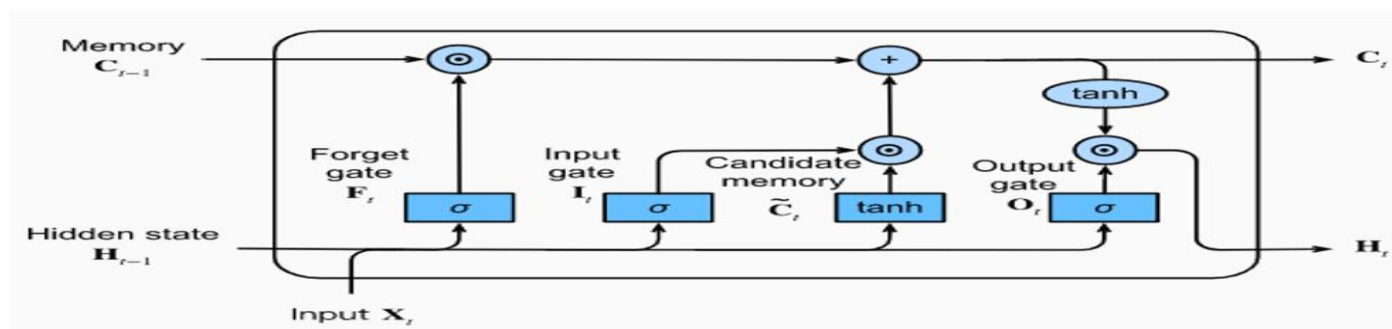 Memory
C_{t-1}
C_t
tanh
+
Forget
gate
F_t
σ
Input
gate
I_t
σ
Candidate
memory
C̃_t
tanh
Output
gate
O_t
σ
Hidden state
H_{t-1}
H_t
Input X_t